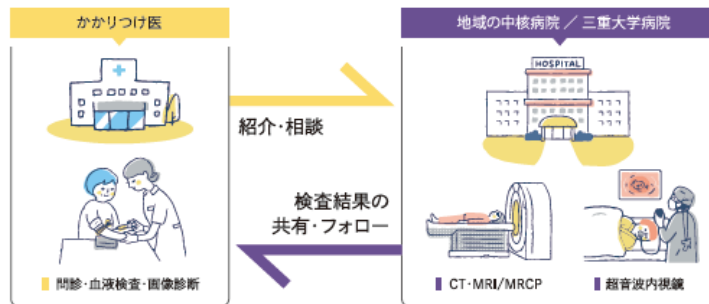 かかりつけ医
地域の中核病院 ／ 三重大学病院
HOSPITAL
紹介・相談
検査結果の
共有・フォロー
問診・血液検査・画像診断
CT・MRI/MRCP
超音波内視鏡